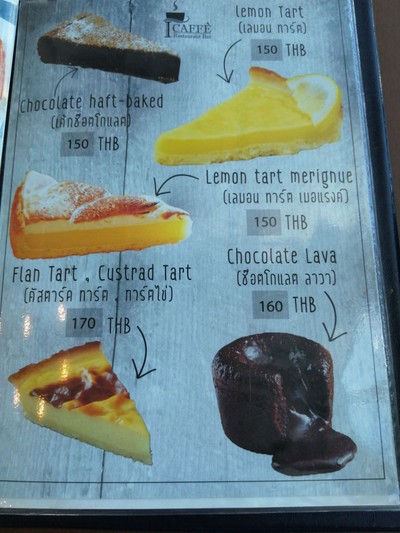 I CAFFÈ
Restaurant Bar
Lemon Tart
(เลมอน ทาร์ต)
150 THB
Chocolate haft-baked
(เค้กช็อคโกแลต)
150 THB
Lemon tart merignue
(เลมอน ทาร์ต เมอแรงค์)
150 THB
Flan Tart , Custrad Tart
(คัสตาร์ด ทาร์ต , ทาร์ตไข่)
170 THB
Chocolate Lava
(ช็อคโกแลต ลาวา)
160 THB